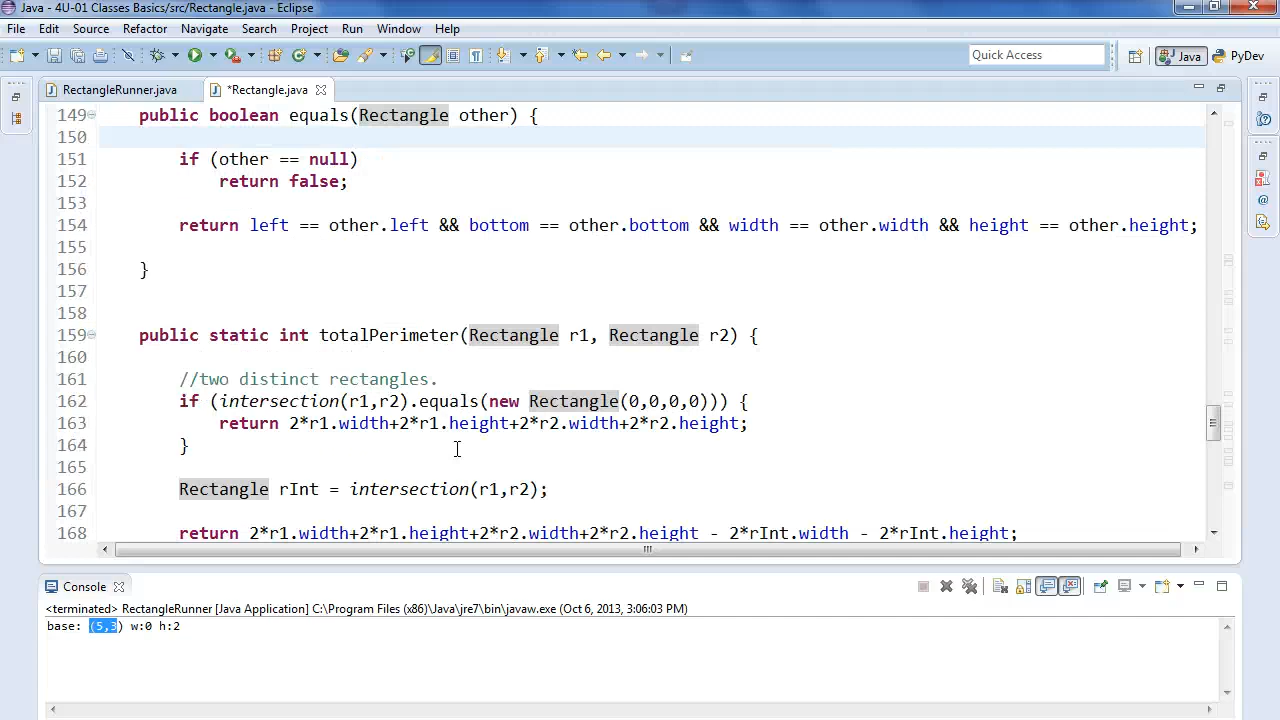 Java - 4U-01 Classes Basics/src/Rectangle.java - Eclipse
File Edit Source Refactor Navigate Search Project Run Window Help
Quick Access Java PyDev
RectangleRunner.java *Rectangle.java
149 public boolean equals(Rectangle other) {
150
151 if (other == null)
152 return false;
153
154 return left == other.left && bottom == other.bottom && width == other.width && height == other.height;
155
156 }
157
158
159 public static int totalPerimeter(Rectangle r1, Rectangle r2) {
160
161 //two distinct rectangles.
162 if (intersection(r1,r2).equals(new Rectangle(0,0,0,0))) {
163 return 2*r1.width+2*r1.height+2*r2.width+2*r2.height;
164 }
165
166 Rectangle rInt = intersection(r1,r2);
167
168 return 2*r1.width+2*r1.height+2*r2.width+2*r2.height - 2*rInt.width - 2*rInt.height;
Console
<terminated> RectangleRunner [Java Application] C:\Program Files (x86)\Java\jre7\bin\javaw.exe (Oct 6, 2013, 3:06:03 PM)
base: (5,3) w:0 h:2